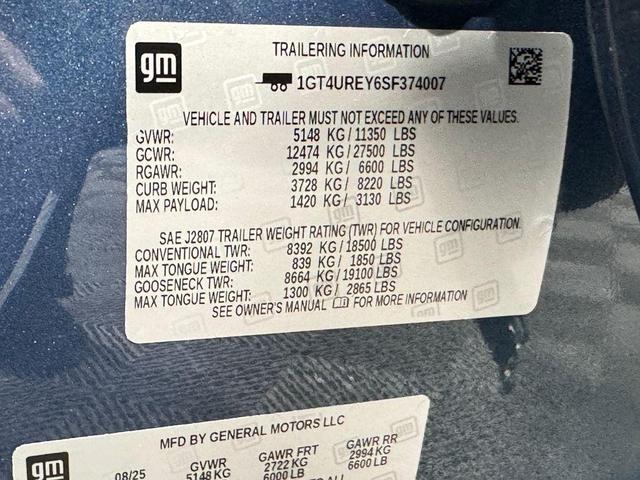 gm
TRAILERING INFORMATION
1GT4UREY6SF374007
VEHICLE AND TRAILER MUST NOT EXCEED ANY OF THESE VALUES.
GVWR: 5148 KG / 11350 LBS
GCWR: 12474 KG / 27500 LBS
RGAWR: 2994 KG / 6600 LBS
CURB WEIGHT: 3728 KG / 8220 LBS
MAX PAYLOAD: 1420 KG / 3130 LBS
SAE J2807 TRAILER WEIGHT RATING (TWR) FOR VEHICLE CONFIGURATION.
CONVENTIONAL TWR: 8392 KG / 18500 LBS
MAX TONGUE WEIGHT: 839 KG / 1850 LBS
GOOSENECK TWR: 8664 KG / 19100 LBS
MAX TONGUE WEIGHT: 1300 KG / 2865 LBS
SEE OWNER'S MANUAL FOR MORE INFORMATION
gm
MFD BY GENERAL MOTORS LLC
08/25 GVWR GAWR FRT GAWR RR
5148 KG 2722 KG 2994 KG
6000 LB 6600 LB